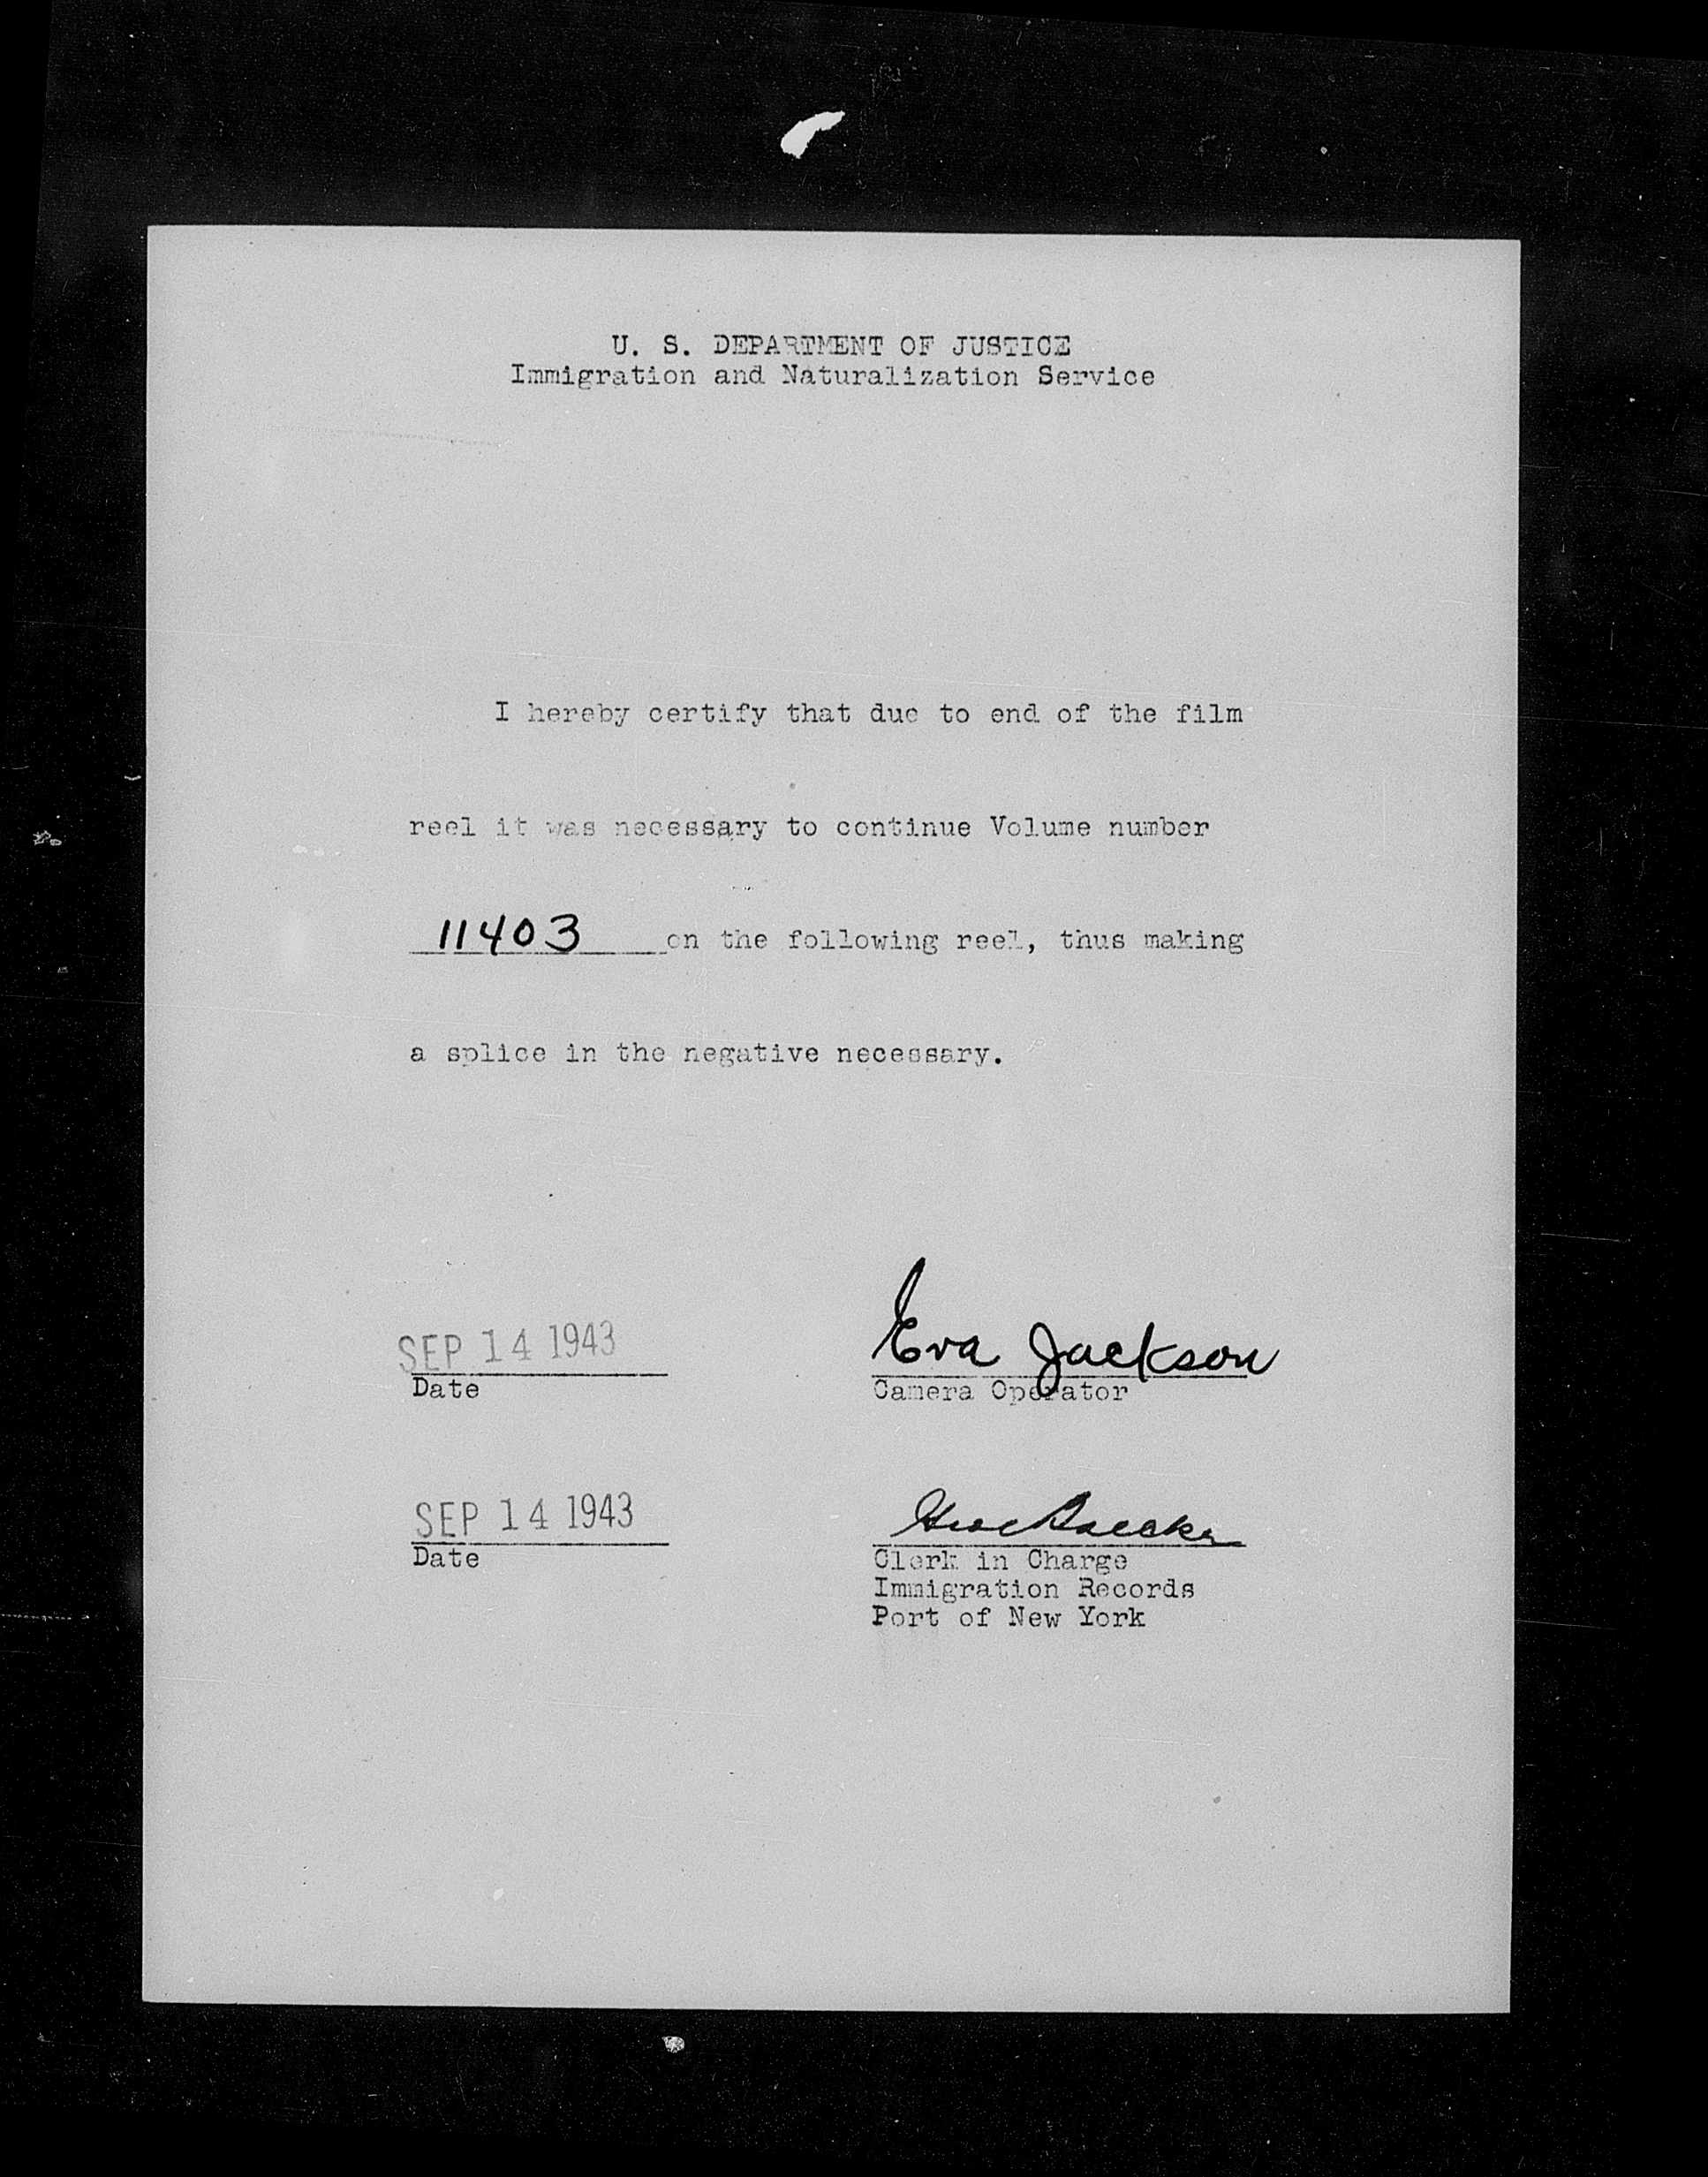 U. S. DEPARTMENT OF JUSTICE
Immigration and Naturalization Service
I hereby certify that due to end of the film
reel it was necessary to continue Volume number
11403 on the following reel, thus making
a splice in the negative necessary.
SEP 14 1943
Date
Eva Jackson
Camera Operator
SEP 14 1943
Date
Clerk in Charge
Immigration Records
Port of New York